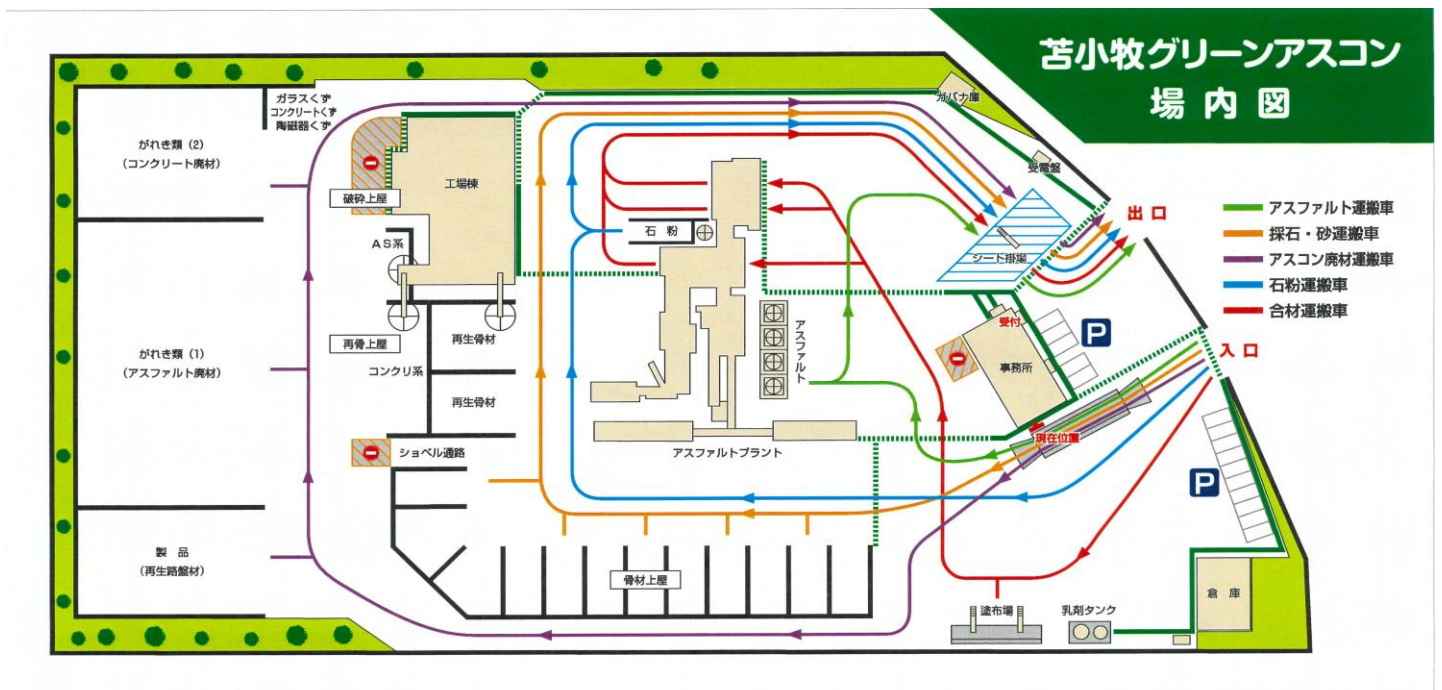 苫小牧グリーンアスコン
場内図
ガラスくず
コンクリートくず
陶磁器くず
ガバナ庫
がれき類(2)
(コンクリート廃材)
工場棟
受電盤
破砕上屋
出口
石粉
AS系
シート掛場
アスファルト運搬車
採石・砂運搬車
アスコン廃材運搬車
石粉運搬車
合材運搬車
受付
アスファルト
P
再骨上屋
再生骨材
がれき類(1)
(アスファルト廃材)
コンクリ系
入口
事務所
再生骨材
現在位置
ショベル通路
アスファルトプラント
P
製品
(再生路盤材)
骨材上屋
塗布場
乳剤タンク
倉庫